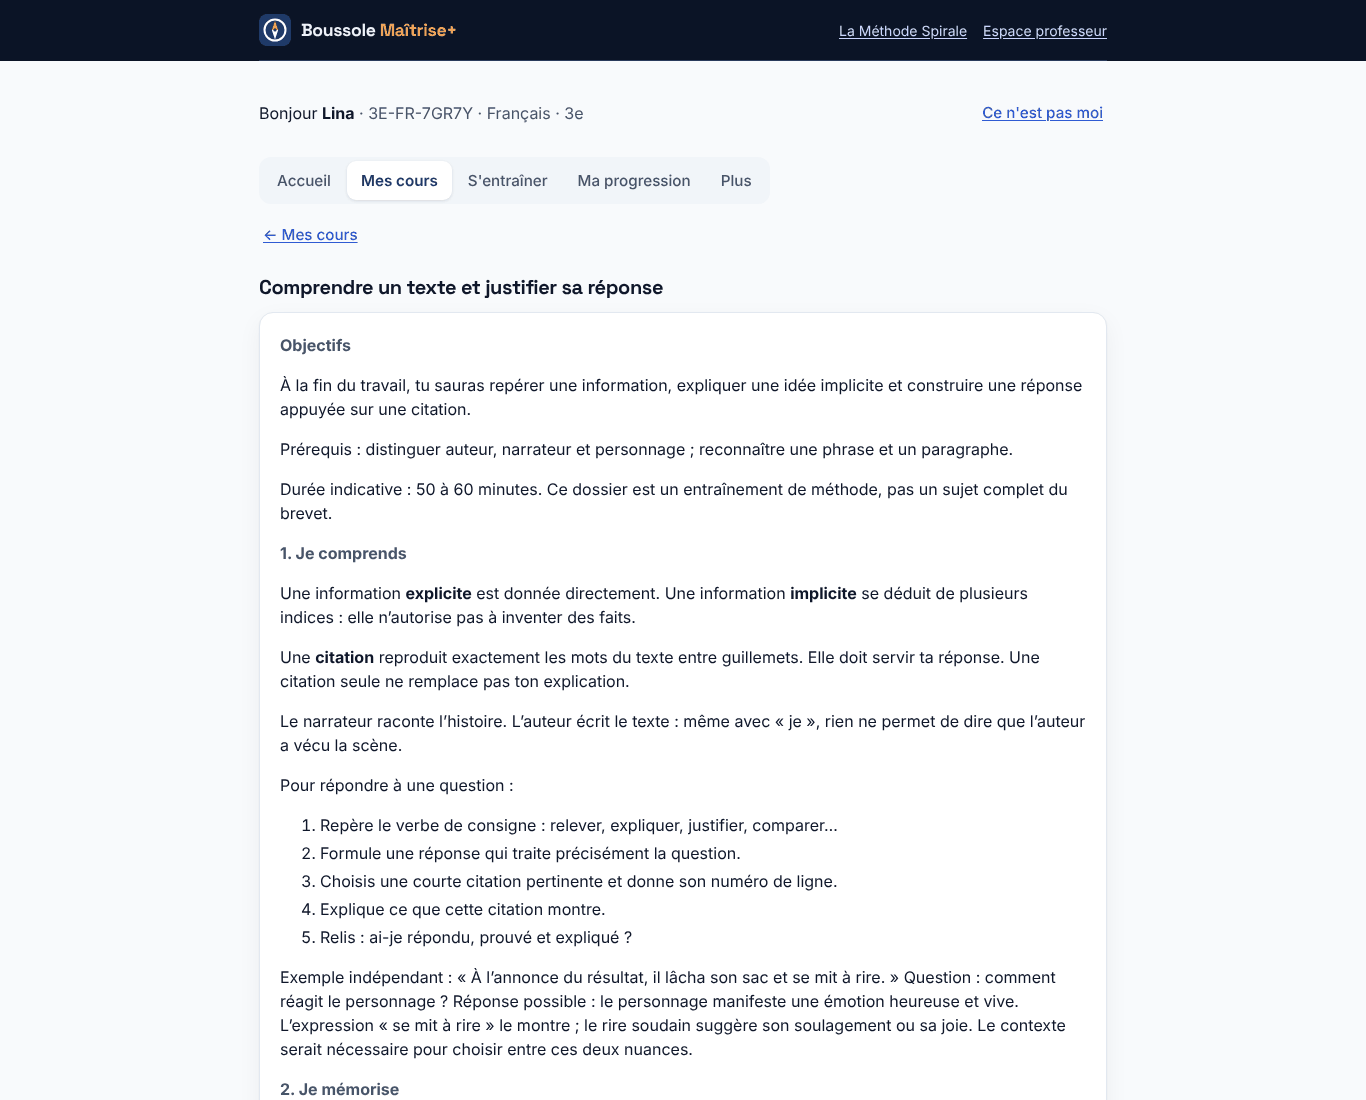 Boussole Maîtrise+
La Méthode Spirale Espace professeur
Bonjour Lina · 3E-FR-7GR7Y · Français · 3e
Ce n'est pas moi
Accueil Mes cours S'entraîner Ma progression Plus
← Mes cours
Comprendre un texte et justifier sa réponse
Objectifs
À la fin du travail, tu sauras repérer une information, expliquer une idée implicite et construire une réponse
appuyée sur une citation.
Prérequis : distinguer auteur, narrateur et personnage ; reconnaître une phrase et un paragraphe.
Durée indicative : 50 à 60 minutes. Ce dossier est un entraînement de méthode, pas un sujet complet du
brevet.
1. Je comprends
Une information explicite est donnée directement. Une information implicite se déduit de plusieurs
indices : elle n’autorise pas à inventer des faits.
Une citation reproduit exactement les mots du texte entre guillemets. Elle doit servir ta réponse. Une
citation seule ne remplace pas ton explication.
Le narrateur raconte l’histoire. L’auteur écrit le texte : même avec « je », rien ne permet de dire que l’auteur
a vécu la scène.
Pour répondre à une question :
1. Repère le verbe de consigne : relever, expliquer, justifier, comparer…
2. Formule une réponse qui traite précisément la question.
3. Choisis une courte citation pertinente et donne son numéro de ligne.
4. Explique ce que cette citation montre.
5. Relis : ai-je répondu, prouvé et expliqué ?
Exemple indépendant : « À l’annonce du résultat, il lâcha son sac et se mit à rire. » Question : comment
réagit le personnage ? Réponse possible : le personnage manifeste une émotion heureuse et vive.
L’expression « se mit à rire » le montre ; le rire soudain suggère son soulagement ou sa joie. Le contexte
serait nécessaire pour choisir entre ces deux nuances.
2. Je mémorise